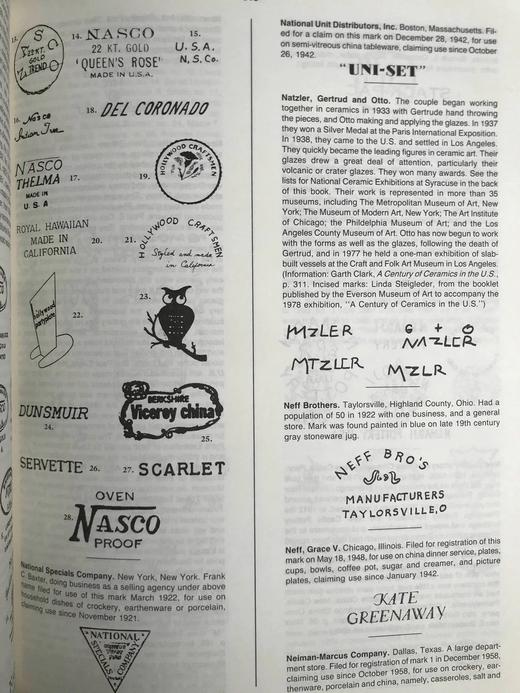 13.
S
22 KT.
GOLD
14. NASCO
22 KT. GOLD
'QUEEN'S ROSE'
MADE IN U.S.A.
15.
U.S.A.
N.S.Co.
16. Nasco
Indian Tree
NASCO
THELMA 17.
MADE IN
U S A
18. DEL CORONADO
19.
HOLLYWOOD CRAFTSMEN
ROYAL HAWAIIAN
MADE IN
CALIFORNIA
20.
21.
HOLLYWOOD CRAFTSMEN
Styled and made
in California
hollywood
22.
23.
DUNSMUIR
24.
BERKSHIRE
Viceroy china
25.
SERVETTE 26.
27. SCARLET
OVEN
28. NASCO
PROOF
National Specials Company. New York, New York. Frank
C. Baxter, doing business as a selling agency under above
name filed for use of this mark March 1922, for use on
household dishes of crockery, earthenware or porcelain,
claiming use since November 1921.
NATIONAL
SPECIALS
COMPANY
National Unit Distributors, Inc. Boston, Massachusetts. Fil-
ed for a claim on this mark on December 28, 1942, for use
on semi-vitreous china tableware, claiming use since October
26, 1942.
"UNI-SET"
Natzler, Gertrud and Otto. The couple began working
together in ceramics in 1933 with Gertrude hand throwing
the pieces, and Otto making and applying the glazes. In 1937
they won a Silver Medal at the Paris International Exposition.
In 1938, they came to the U.S. and settled in Los Angeles.
They quickly became the leading figures in ceramic art. Their
glazes drew a great deal of attention, particularly their
volcanic or crater glazes. They won many awards. See the
lists for National Ceramic Exhibitions at Syracuse in the back
of this book. Their work is represented in more than 35
museums, including The Metropolitan Museum of Art, New
York; The Museum of Modern Art, New York; The Art Institute
of Chicago; the Phildelphia Museum of Art; and the Los
Angeles County Museum of Art. Otto has now begun to work
with the forms as well as the glazes, following the death of
Gertrud, and in 1977 he held a one-man exhibition of slab-
built vessels at the Craft and Folk Art Museum in Los Angeles.
(Information: Garth Clark, A Century of Ceramics in the U.S.,
p. 311. Incised marks: Linda Steigleder, from the booklet
published by the Everson Museum of Art to accompany the
1978 exhibition, "A Century of Ceramics in the U.S.")
MZLER
G + O
NATZLER
MTZLER
MZLR
Neff Brothers. Taylorsville, Highland County, Ohio. Had a
population of 50 in 1922 with one business, and a general
store. Mark was found painted in blue on late 19th century
gray stoneware jug.
NEFF BRO'S
MANUFACTURERS
TAYLORSVILLE,O
Neff, Grace V. Chicago, Illinois. Filed for registration of this
mark on May 18, 1948, for use on china dinner service, plates,
cups, bowls, coffee pot, sugar and creamer, and picture
plates, claiming use since January 1942.
KATE
GREENAWAY
Neiman-Marcus Company. Dallas, Texas. A large depart-
ment store. Filed for registration of mark 1 in December 1958,
claiming use since October 1958, for use on crockery, ear-
thenware, porcelain and china, namely, casseroles, salt and